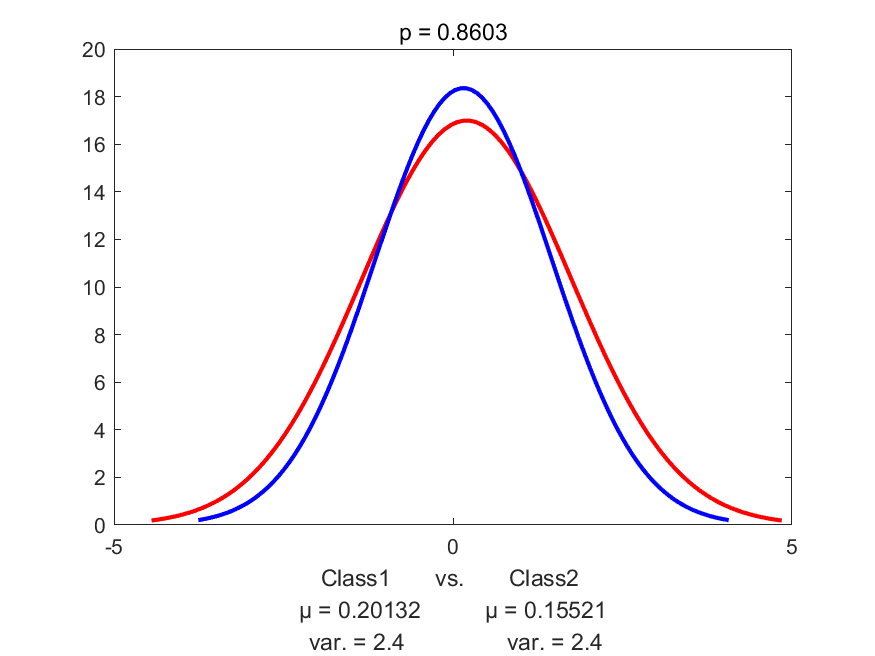 p = 0.8603
20
18
16
14
12
10
8
6
4
2
0
-5 0 5
Class1 vs. Class2
μ = 0.20132 μ = 0.15521
var. = 2.4 var. = 2.4